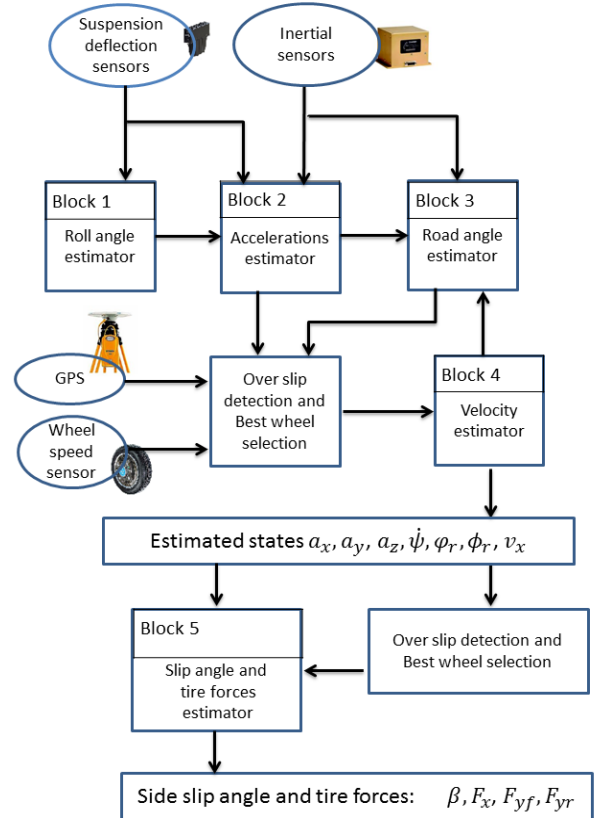 Suspension
deflection
sensors
Inertial
sensors
Block 1
Roll angle
estimator
Block 2
Accelerations
estimator
Block 3
Road angle
estimator
GPS
Wheel
speed
sensor
Over slip
detection and
Best wheel
selection
Block 4
Velocity
estimator
Estimated states a_x, a_y, a_z, ψ̇, φ_r, ϕ_r, v_x
Block 5
Slip angle and
tire forces
estimator
Over slip detection and
Best wheel selection
Side slip angle and tire forces: β, F_x, F_yf, F_yr